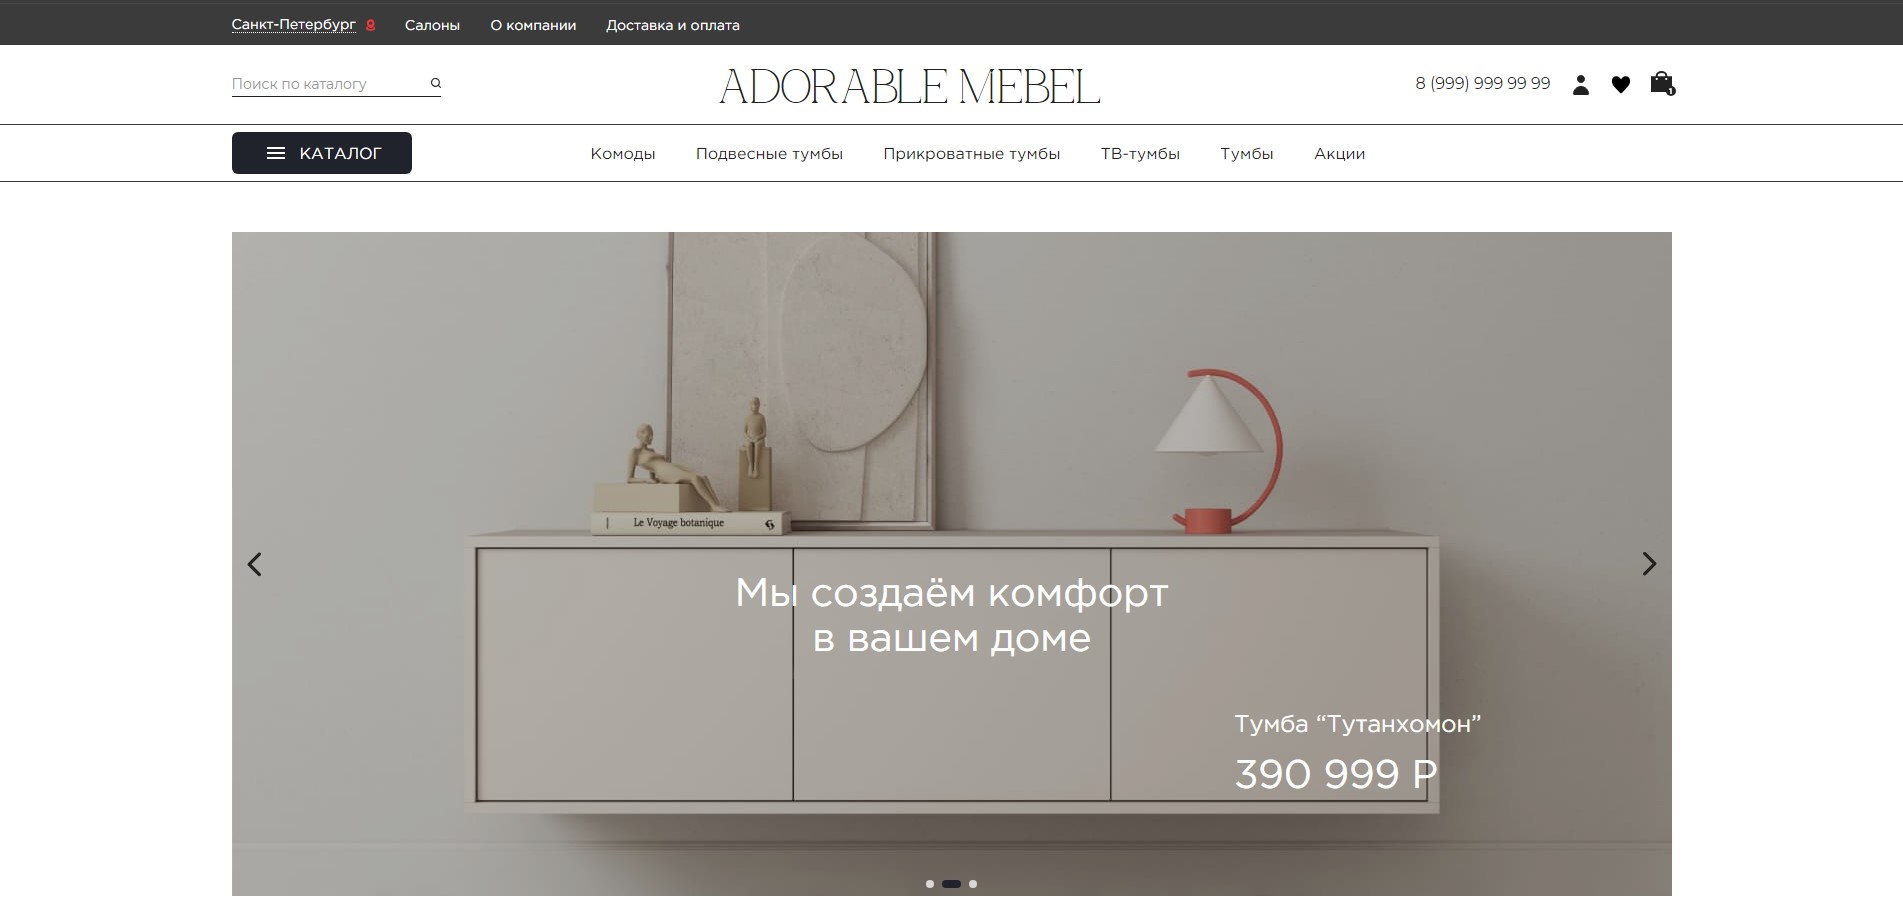 Санкт-Петербург Салоны О компании Доставка и оплата
Поиск по каталогу ADORABLE MEBEL 8 (999) 999 99 99 1
КАТАЛОГ Комоды Подвесные тумбы Прикроватные тумбы ТВ-тумбы Тумбы Акции
Le Voyage botanique
Мы создаём комфорт
в вашем доме
Тумба “Тутанхомон”
390 999 Р